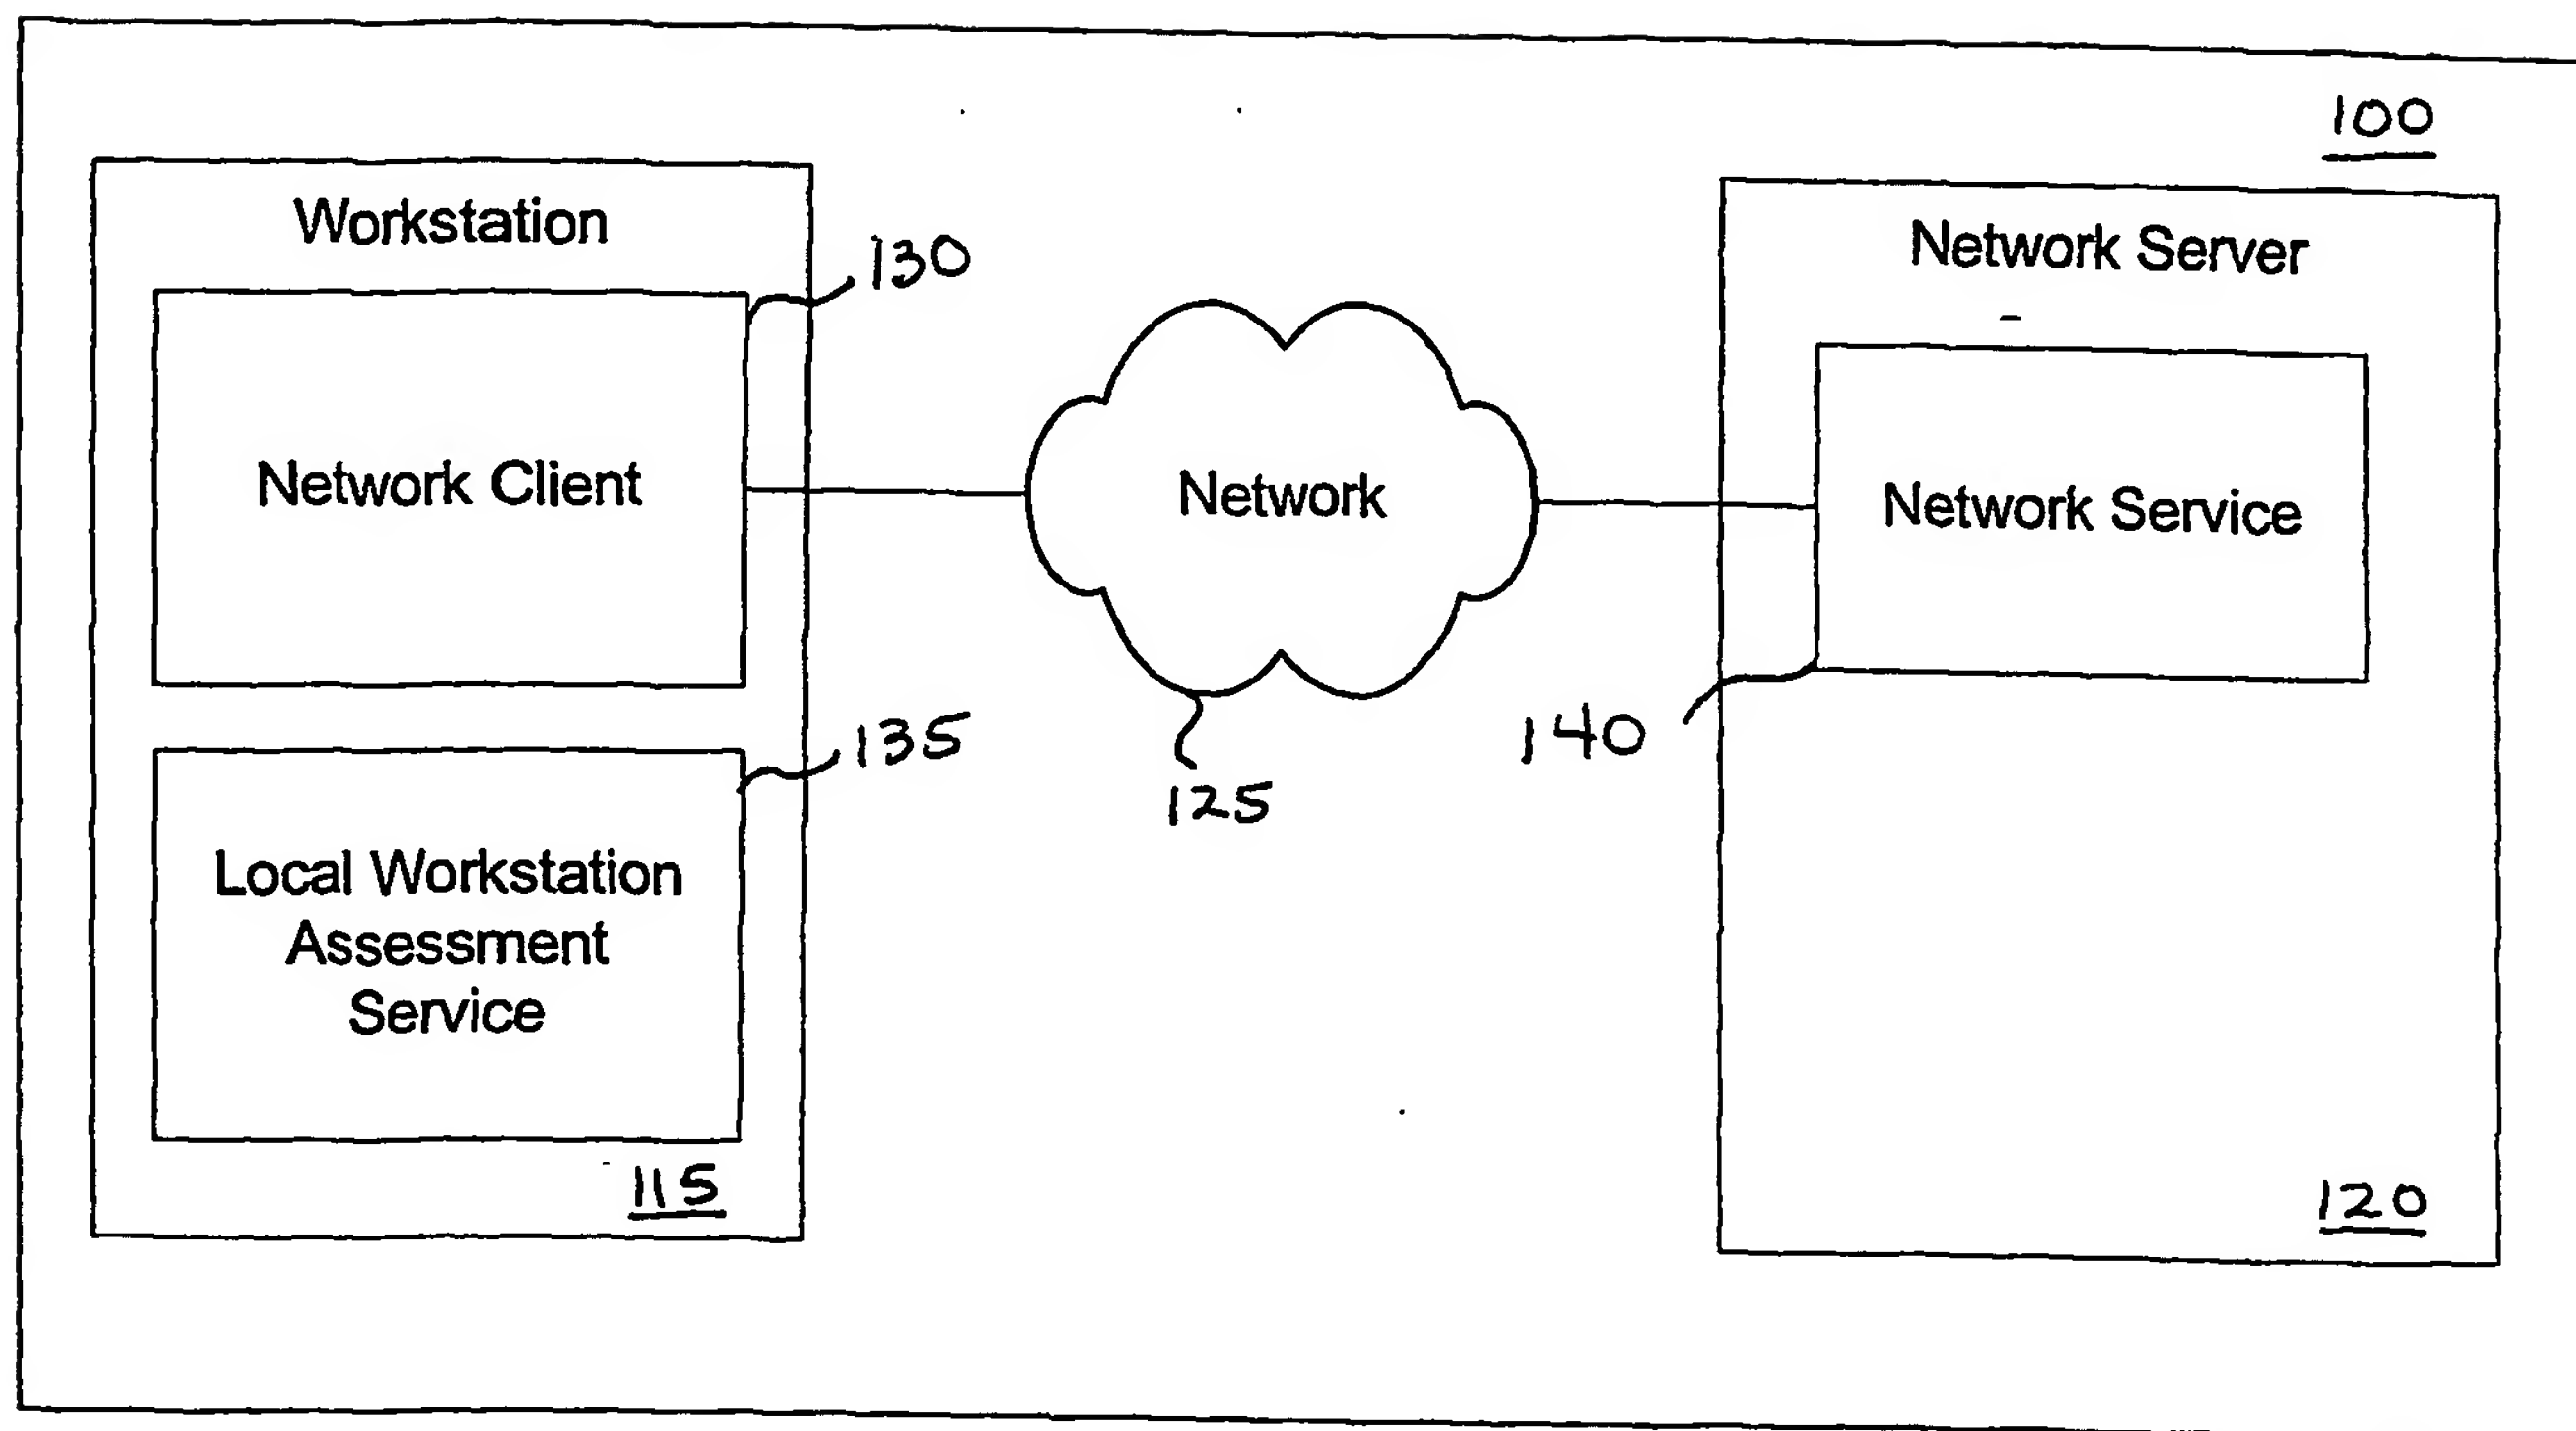 100
Workstation
130
Network Client
135
Local Workstation
Assessment
Service
115
Network
125
Network Server
Network Service
140
120